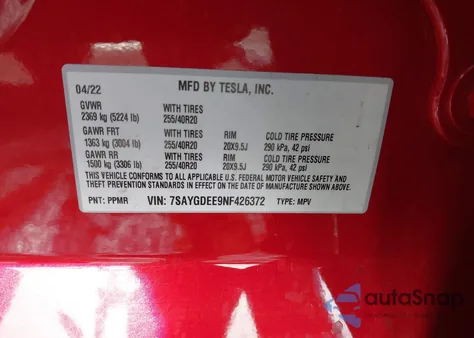 04/22 MFD BY TESLA, INC.
GVWR WITH TIRES
2369 kg (5224 lb) 255/40R20
GAWR FRT WITH TIRES RIM COLD TIRE PRESSURE
1363 kg (3004 lb) 255/40R20 20X9.5J 290 kPa, 42 psi
GAWR RR WITH TIRES RIM COLD TIRE PRESSURE
1500 kg (3306 lb) 255/40R20 20X9.5J 290 kPa, 42 psi
THIS VEHICLE CONFORMS TO ALL APPLICABLE U.S. FEDERAL MOTOR VEHICLE SAFETY AND
THEFT PREVENTION STANDARDS IN EFFECT ON THE DATE OF MANUFACTURE SHOWN ABOVE.
PNT: PPMR VIN: 7SAYGDEE9NF426372 TYPE: MPV
autoSnap